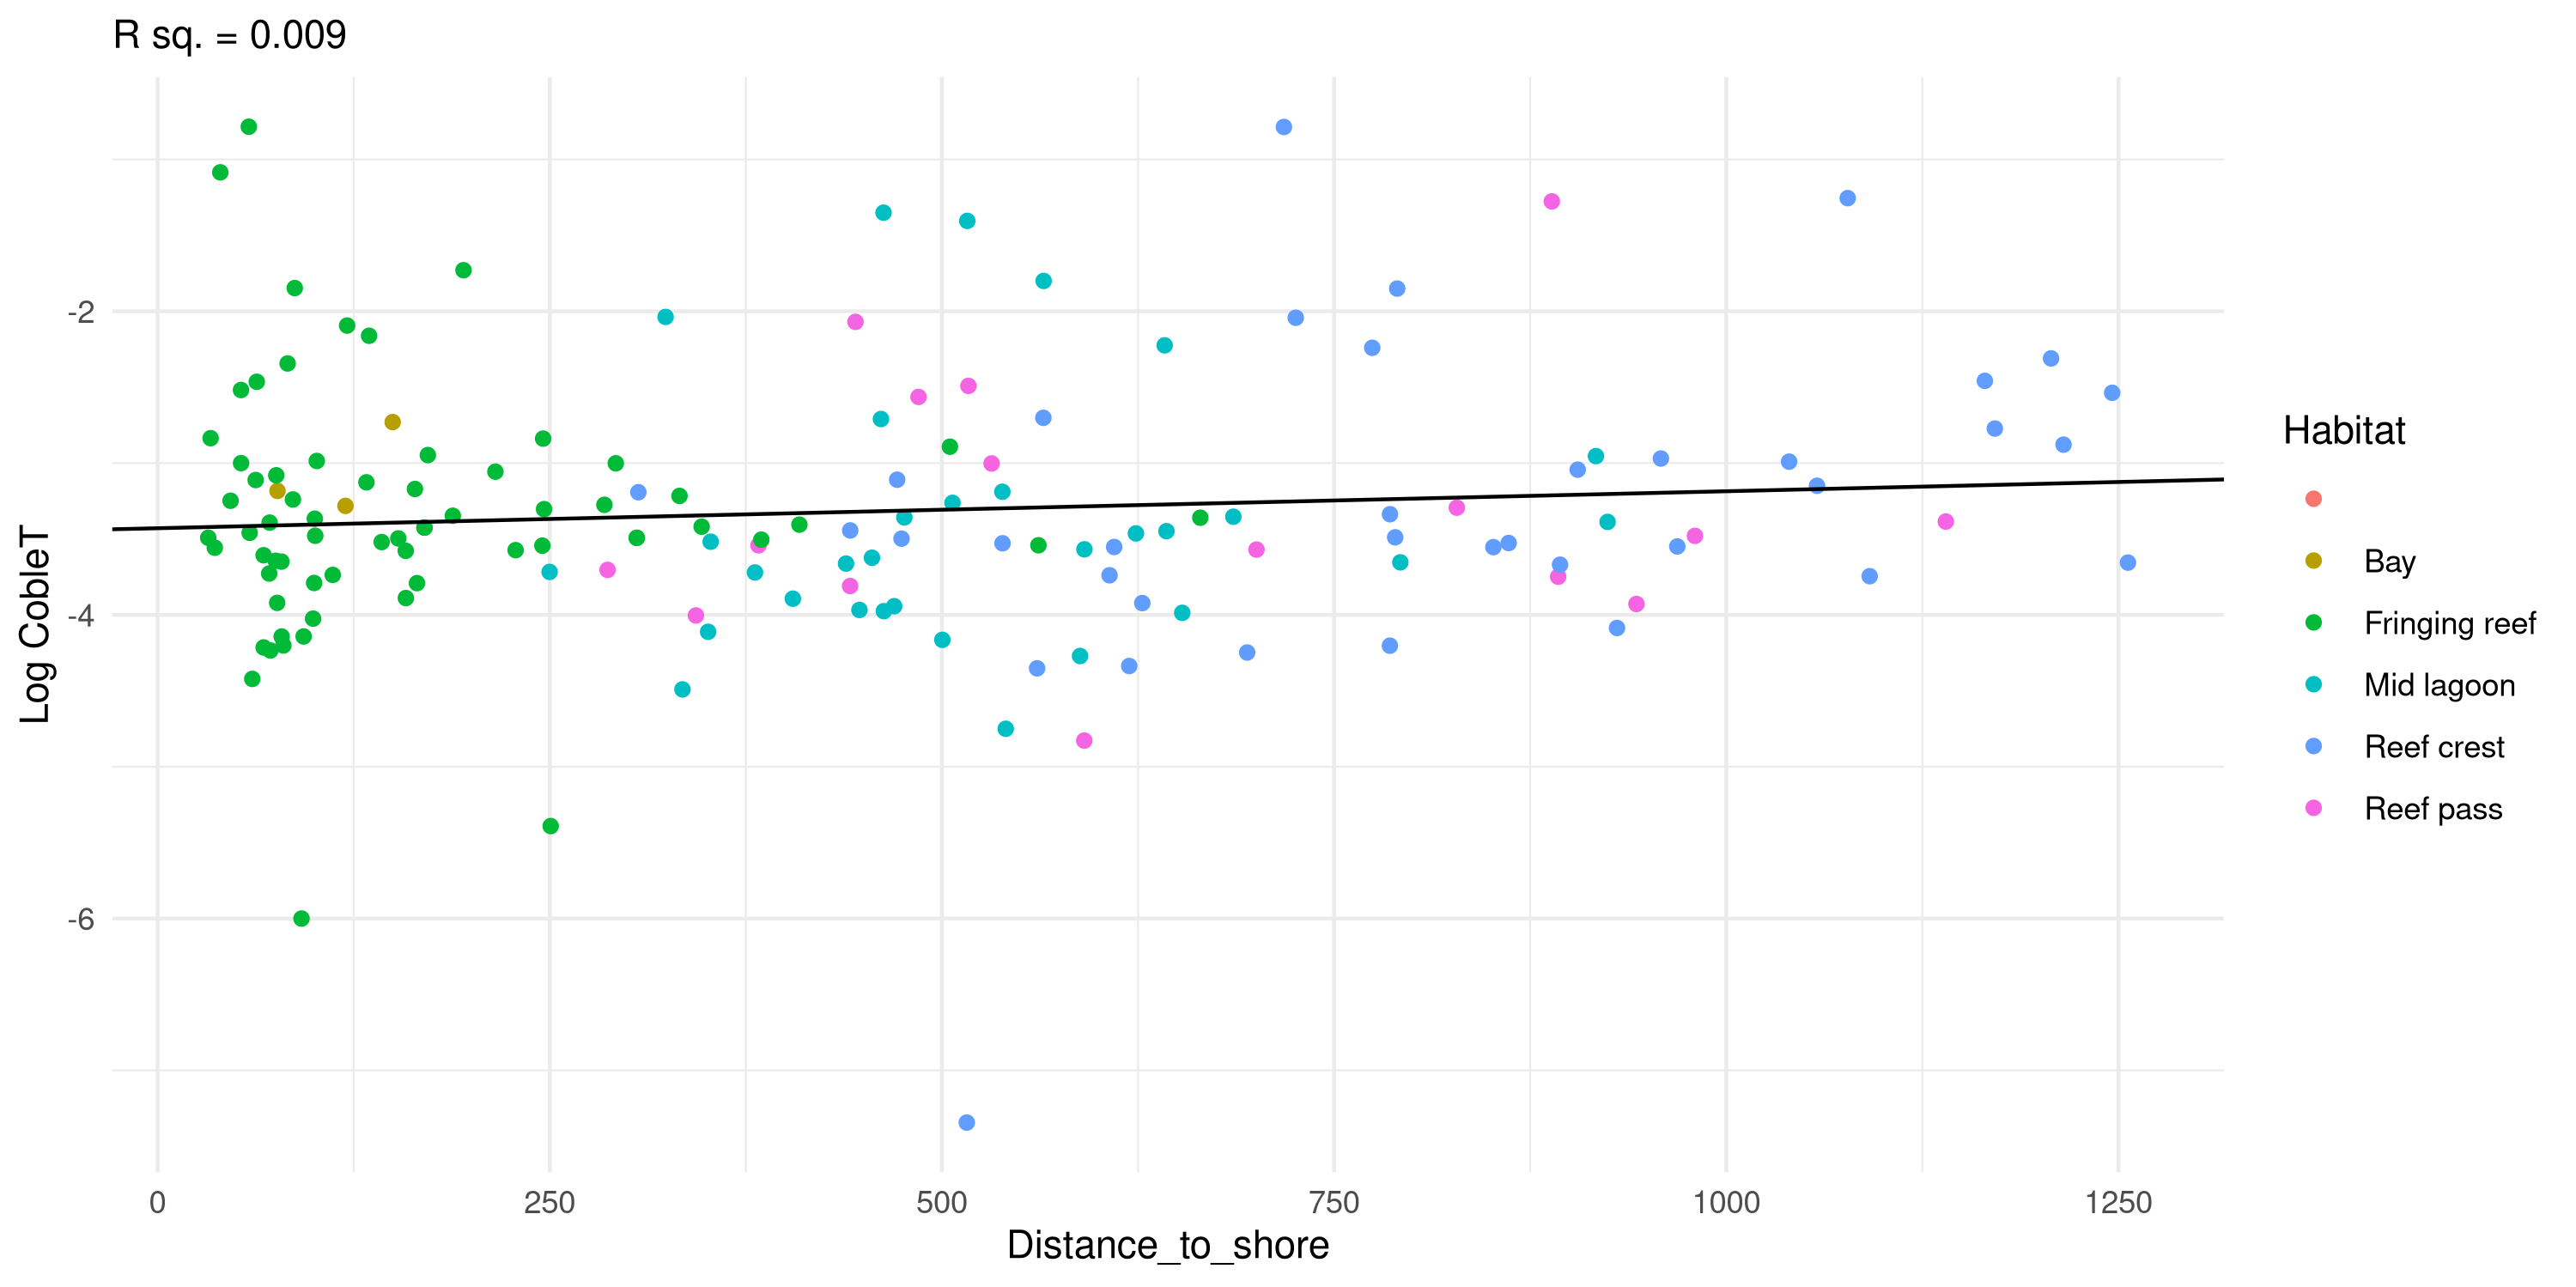 R sq. = 0.009
Log CobleT
-2
-4
-6
0 250 500 750 1000 1250
Distance_to_shore
Habitat
Bay
Fringing reef
Mid lagoon
Reef crest
Reef pass